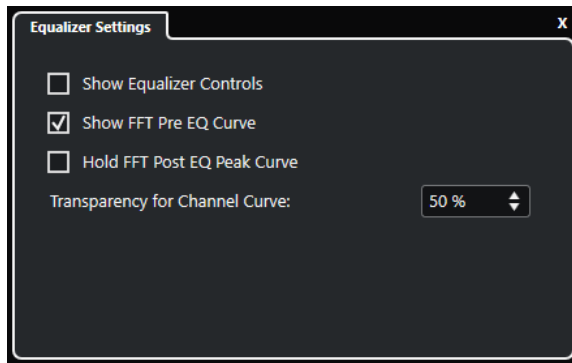 Equalizer Settings X
Show Equalizer Controls
Show FFT Pre EQ Curve
Hold FFT Post EQ Peak Curve
Transparency for Channel Curve: 50 %